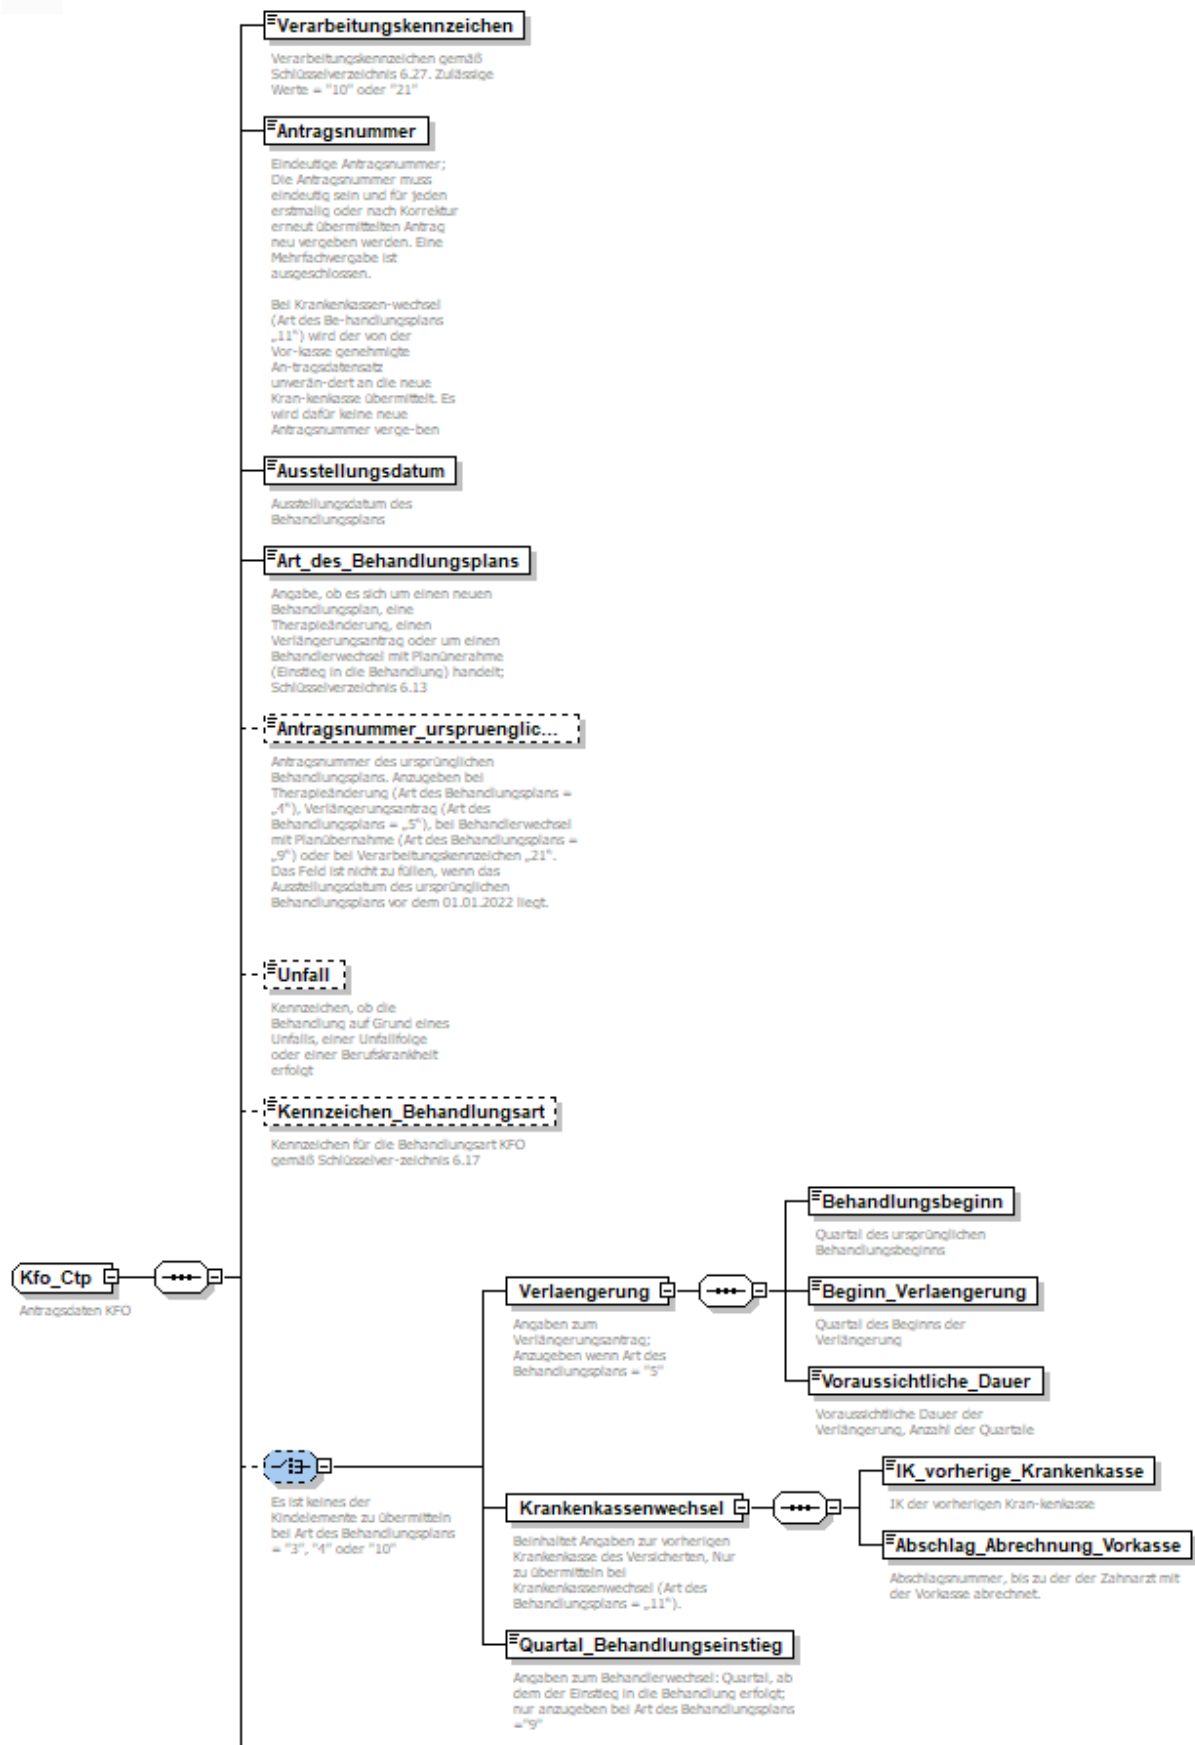 Verarbeitungskennzeichen
Verarbeitungskennzeichen gemäß
Schlüsselverzeichnis 6.27. Zulässige
Werte = "10" oder "21"
Antragsnummer
Eindeutige Antragsnummer;
Die Antragsnummer muss
eindeutig sein und für jeden
erstmalig oder nach Korrektur
erneut übermittelten Antrag
neu vergeben werden. Eine
Mehrfachvergabe ist
ausgeschlossen.
Bei Krankenkassen-wechsel
(Art des Be-handlungsplans
„11“) wird der von der
Vor-kasse genehmigte
An-tragsdatensatz
unverän-dert an die neue
Kran-kenkasse übermittelt. Es
wird dafür keine neue
Antragsnummer verge-ben
Ausstellungsdatum
Ausstellungsdatum des
Behandlungsplans
Art_des_Behandlungsplans
Angabe, ob es sich um einen neuen
Behandlungsplan, eine
Therapieänderung, einen
Verlängerungsantrag oder um einen
Behandlerwechsel mit Planünerahme
(Einstieg in die Behandlung) handelt;
Schlüsselverzeichnis 6.13
Antragsnummer_urspruenglic...
Antragsnummer des ursprünglichen
Behandlungsplans. Anzugeben bei
Therapieänderung (Art des Behandlungsplans =
„4“), Verlängerungsantrag (Art des
Behandlungsplans = „5“), bei Behandlerwechsel
mit Planübernahme (Art des Behandlungsplans =
„9“) oder bei Verarbeitungskennzeichen „21“.
Das Feld ist nicht zu füllen, wenn das
Ausstellungsdatum des ursprünglichen
Behandlungsplans vor dem 01.01.2022 liegt.
Unfall
Kennzeichen, ob die
Behandlung auf Grund eines
Unfalls, einer Unfallfolge
oder einer Berufskrankheit
erfolgt
Kennzeichen_Behandlungsart
Kennzeichen für die Behandlungsart KFO
gemäß Schlüsselver-zeichnis 6.17
Kfo_Ctp
Antragsdaten KFO
Es ist keines der
Kindelemente zu übermitteln
bei Art des Behandlungsplans
= "3", "4" oder "10"
Verlaengerung
Angaben zum
Verlängerungsantrag;
Anzugeben wenn Art des
Behandlungsplans = "5"
Behandlungsbeginn
Quartal des ursprünglichen
Behandlungsbeginns
Beginn_Verlaengerung
Quartal des Beginns der
Verlängerung
Voraussichtliche_Dauer
Voraussichtliche Dauer der
Verlängerung, Anzahl der Quartale
Krankenkassenwechsel
Beinhaltet Angaben zur vorherigen
Krankenkasse des Versicherten, Nur
zu übermitteln bei
Krankenkassenwechsel (Art des
Behandlungsplans = „11“).
IK_vorherige_Krankenkasse
IK der vorherigen Kran-kenkasse
Abschlag_Abrechnung_Vorkasse
Abschlagsnummer, bis zu der der Zahnarzt mit
der Vorkasse abrechnet.
Quartal_Behandlungseinstieg
Angaben zum Behandlerwechsel: Quartal, ab
dem der Einstieg in die Behandlung erfolgt;
nur anzugeben bei Art des Behandlungsplans
="9"